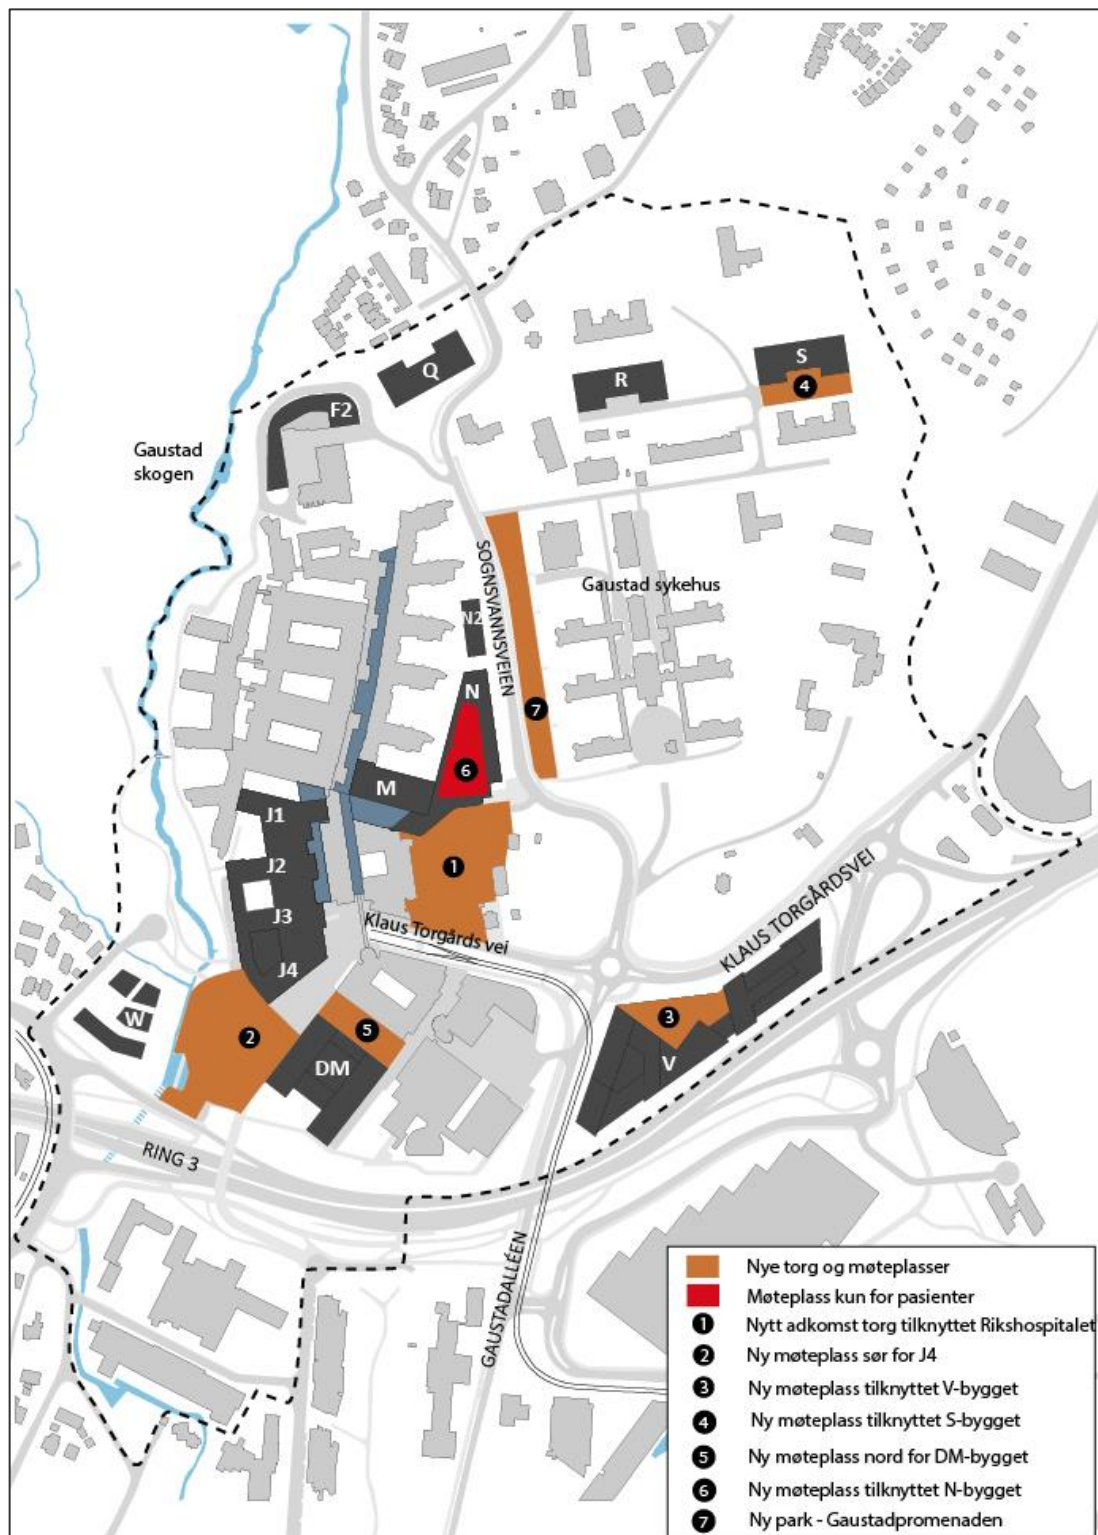 S
Q
R
4
F2
Gaustad
skogen
SOGNSVANNSVEIEN
Gaustad sykehus
N2
N
7
6
M
J1
J2
1
KLAUS TORGÅRDSVEI
J3
Klaus Torgårds vei
J4
W
2
5
3
DM
V
RING 3
GAUSTADALLÉEN
Nye torg og møteplasser
Møteplass kun for pasienter
1 Nytt adkomst torg tilknyttet Rikshospitalet
2 Ny møteplass sør for J4
3 Ny møteplass tilknyttet V-bygget
4 Ny møteplass tilknyttet S-bygget
5 Ny møteplass nord for DM-bygget
6 Ny møteplass tilknyttet N-bygget
7 Ny park - Gaustadpromenaden